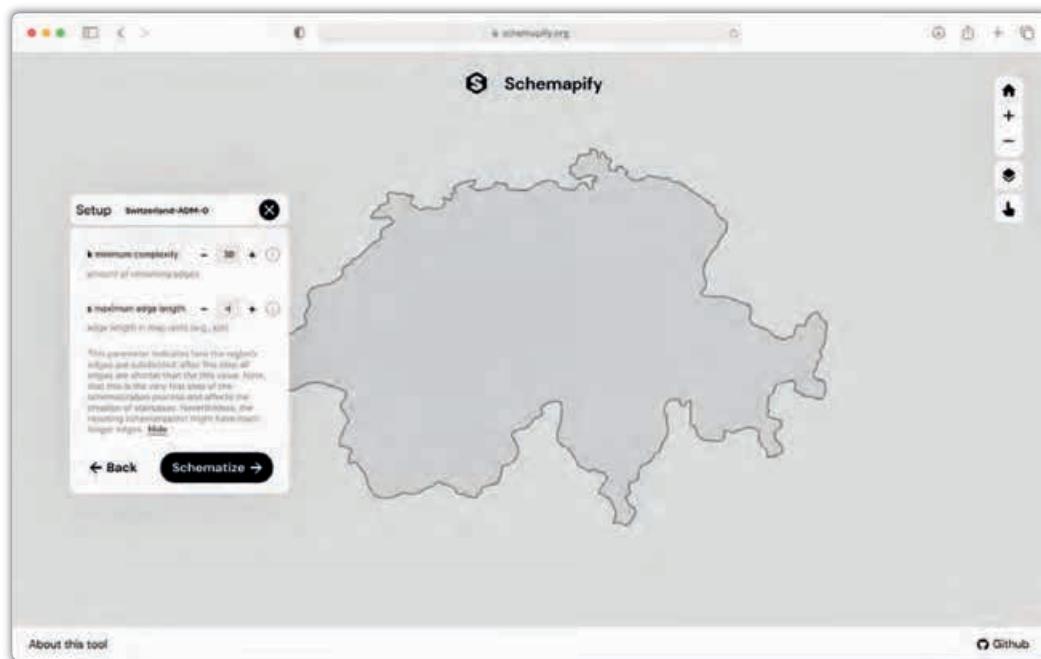 schemapify.org
Schemapify
Setup Switzerland-ADM-0
k minimum complexity - 30 +
amount of remaining edges
s maximum edge length - +
edge length in map units (e.g., km)
This parameter indicates how the region's
edges are subdivided: after this step all
edges are shorter than the this value. Note,
that this is the very first step of the
schematization process and affects the
creation of staircases. Nevertheless, the
resulting schematization might have much
longer edges. Hide
← Back Schematize →
About this tool Github